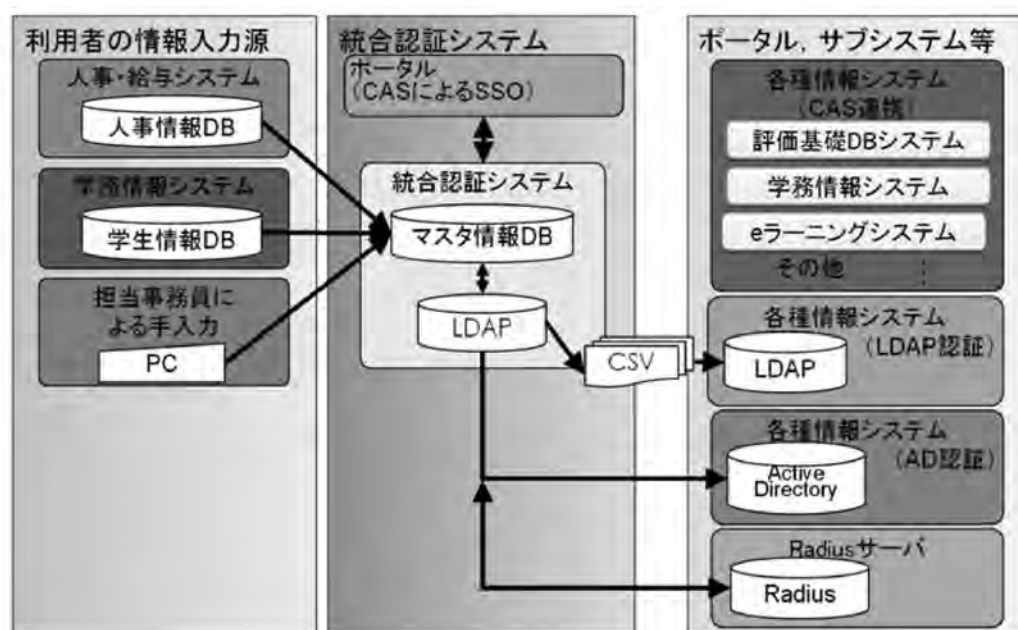 利用者の情報入力源
人事・給与システム
人事情報DB
学務情報システム
学生情報DB
担当事務員に
よる手入力
PC
統合認証システム
ポータル
（CASによるSSO）
統合認証システム
マスタ情報DB
LDAP
CSV
ポータル，サブシステム等
各種情報システム
（CAS連携）
評価基礎DBシステム
学務情報システム
eラーニングシステム
その他 ⋮
各種情報システム
（LDAP認証）
LDAP
各種情報システム
（AD認証）
Active
Directory
Radiusサーバ
Radius